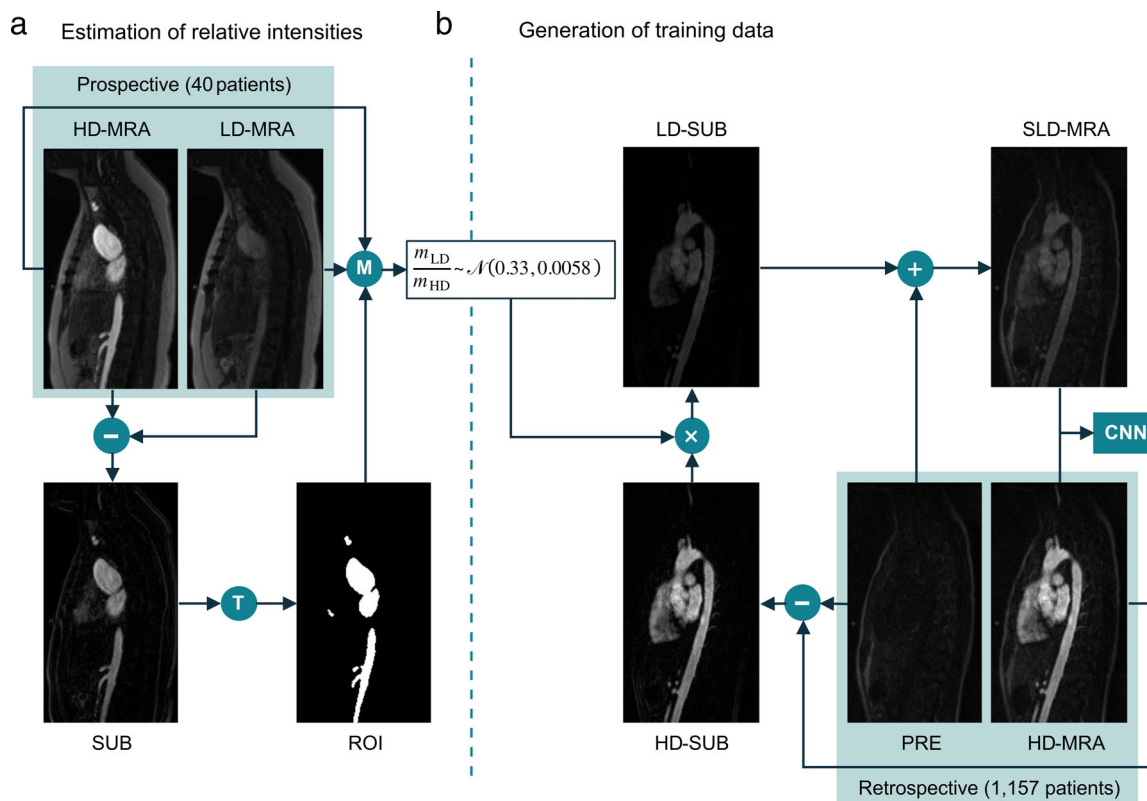 a
Estimation of relative intensities
Prospective (40 patients)
HD-MRA
LD-MRA
M
−
SUB
T
ROI
m_LD / m_HD ~ 𝒩(0.33, 0.0058)
b
Generation of training data
LD-SUB
SLD-MRA
+
×
CNN
−
HD-SUB
PRE
HD-MRA
Retrospective (1,157 patients)